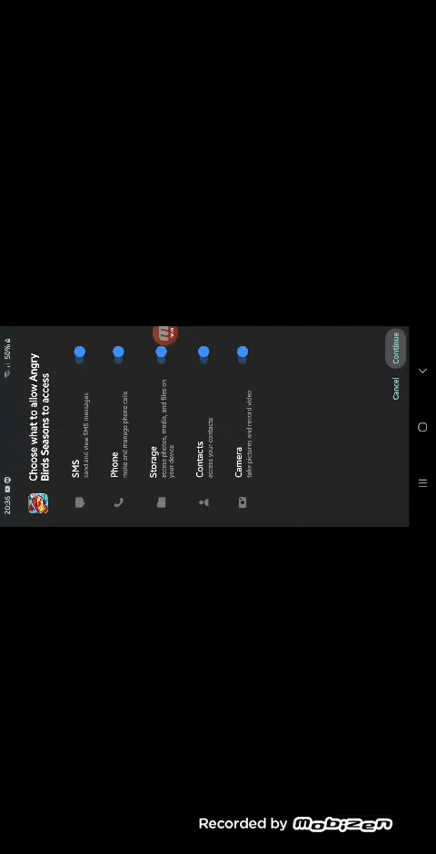 20:36
50%
Choose what to allow Angry
Birds Seasons to access
SMS
send and view SMS messages
Phone
make and manage phone calls
Storage
access photos, media, and files on
your device
Contacts
access your contacts
Camera
take pictures and record video
Cancel
Continue
Recorded by Mobizen